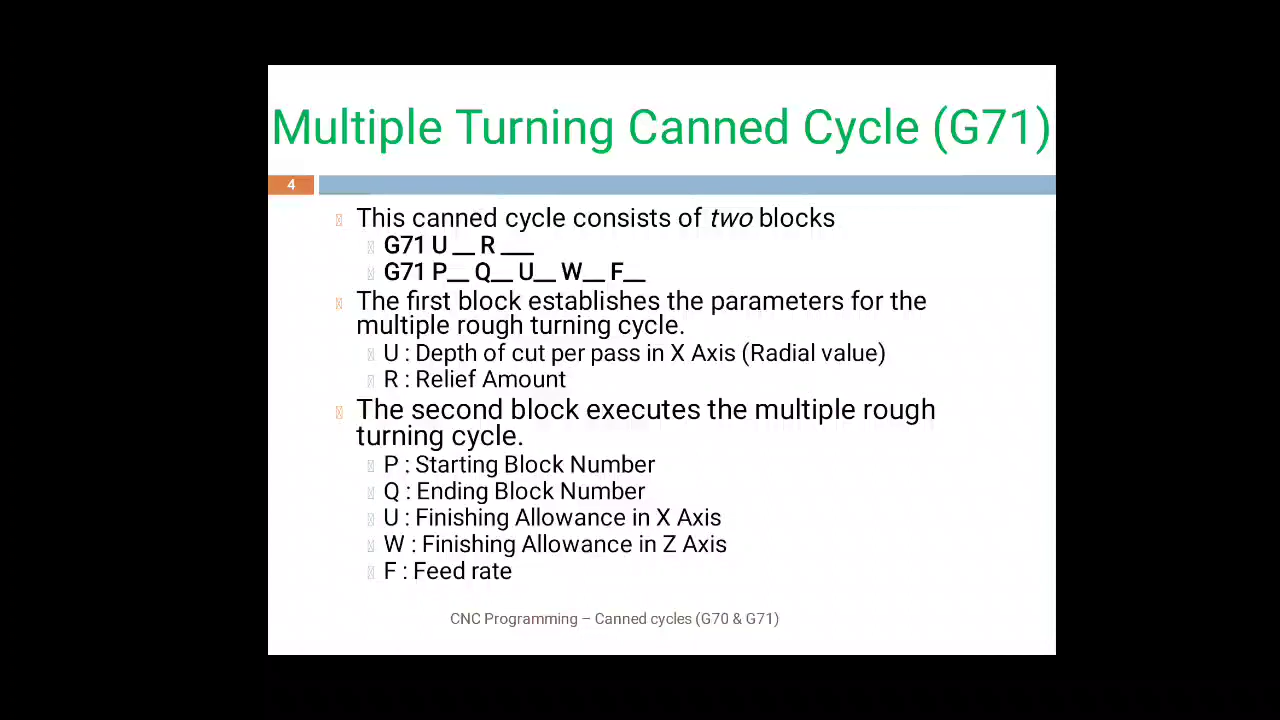 Multiple Turning Canned Cycle (G71)
4
This canned cycle consists of two blocks
G71 U __ R ___
G71 P__ Q__ U__ W__ F__
The first block establishes the parameters for the
multiple rough turning cycle.
U : Depth of cut per pass in X Axis (Radial value)
R : Relief Amount
The second block executes the multiple rough
turning cycle.
P : Starting Block Number
Q : Ending Block Number
U : Finishing Allowance in X Axis
W : Finishing Allowance in Z Axis
F : Feed rate
CNC Programming – Canned cycles (G70 & G71)